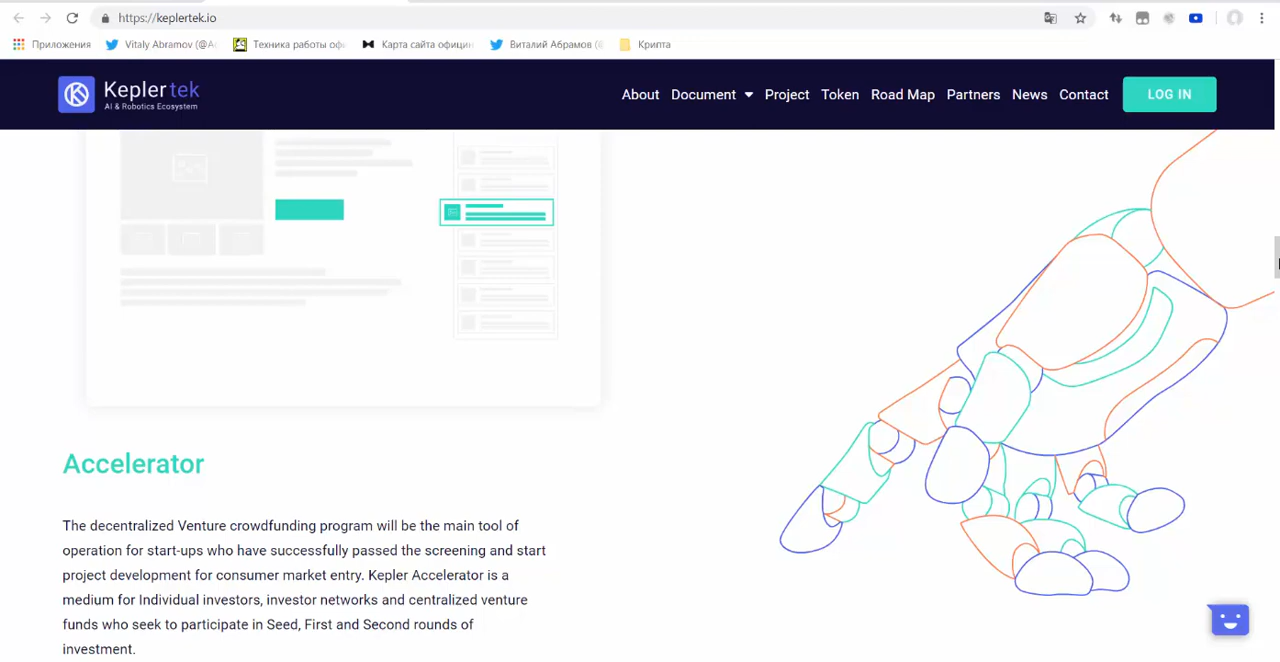 https://keplertek.io
Приложения
Vitaly Abramov (@Ac
Техника работы офи
Карта сайта официн
Виталий Абрамов (@
Крипта
Kepler tek
AI & Robotics Ecosystem
About
Document
Project
Token
Road Map
Partners
News
Contact
LOG IN
Accelerator
The decentralized Venture crowdfunding program will be the main tool of
operation for start-ups who have successfully passed the screening and start
project development for consumer market entry. Kepler Accelerator is a
medium for Individual investors, investor networks and centralized venture
funds who seek to participate in Seed, First and Second rounds of
investment.